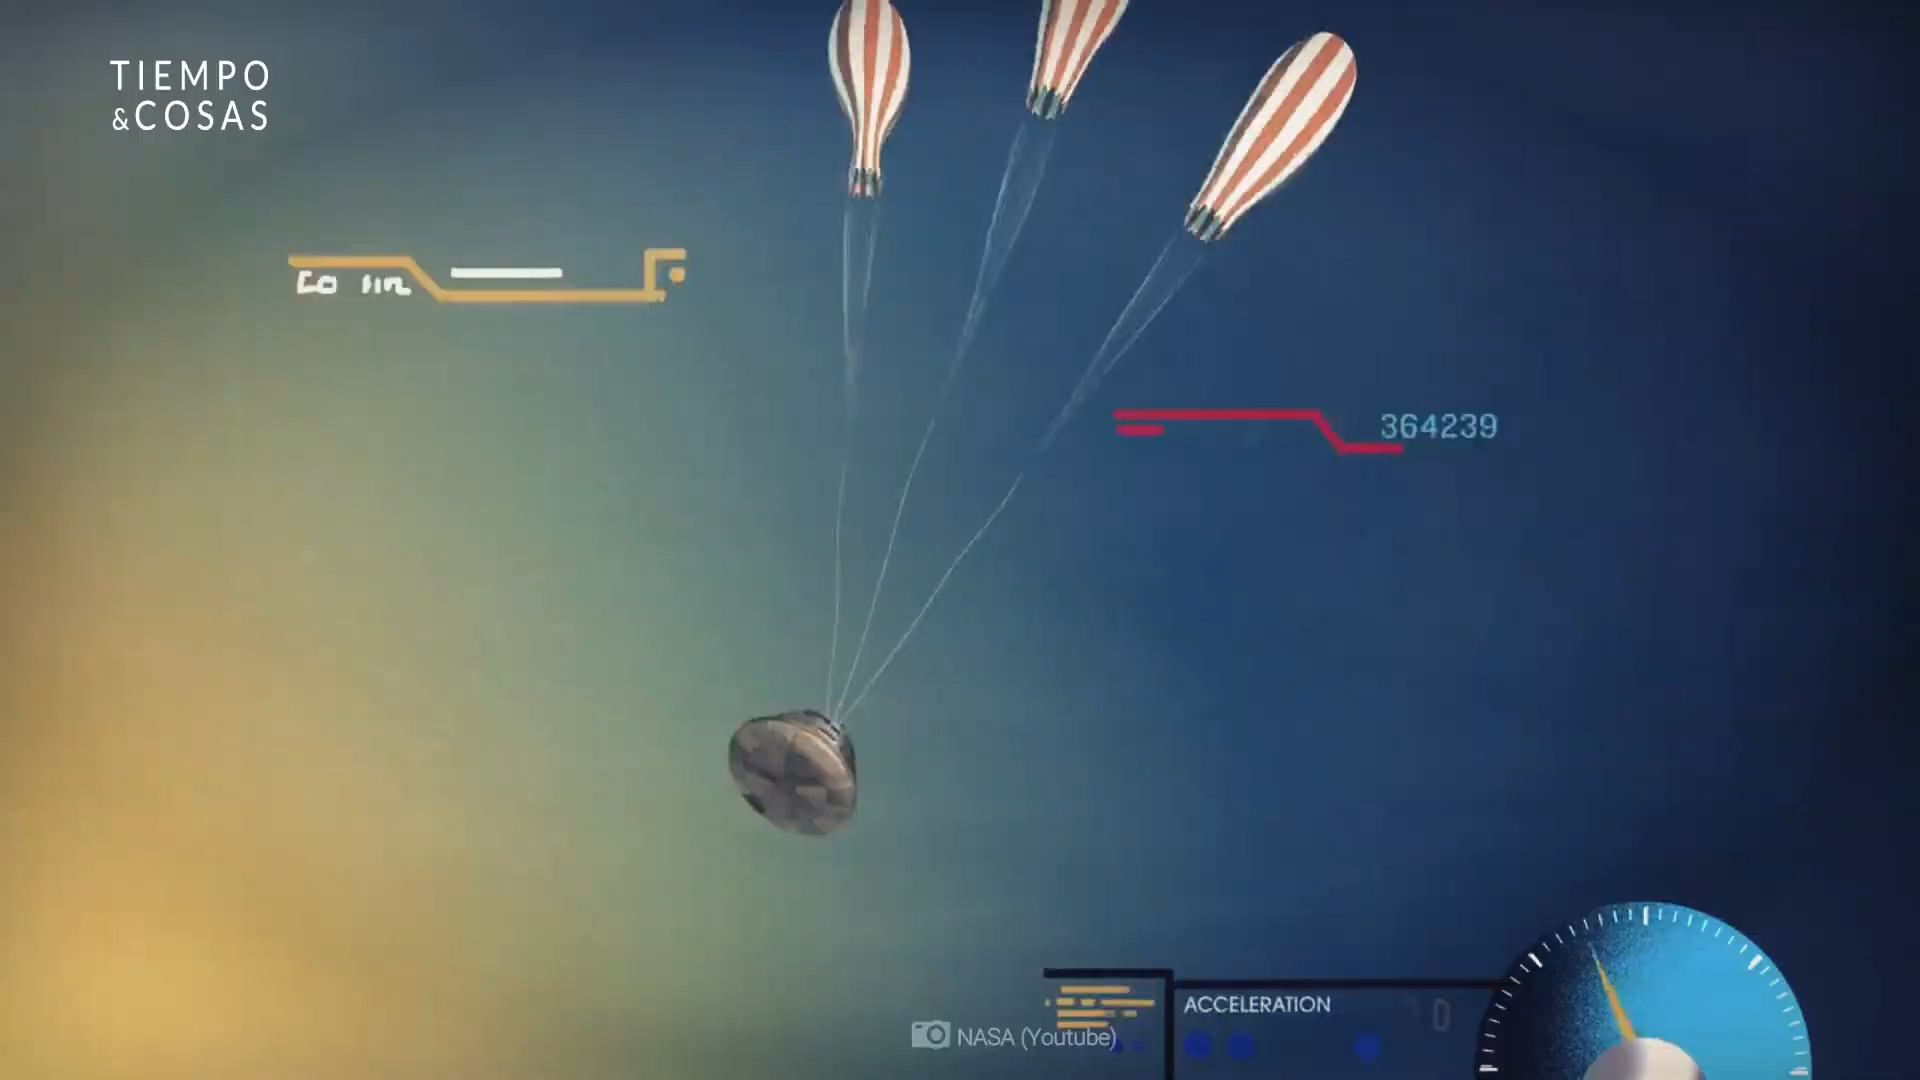 TIEMPO
&COSAS
364239
ACCELERATION
NASA (Youtube)